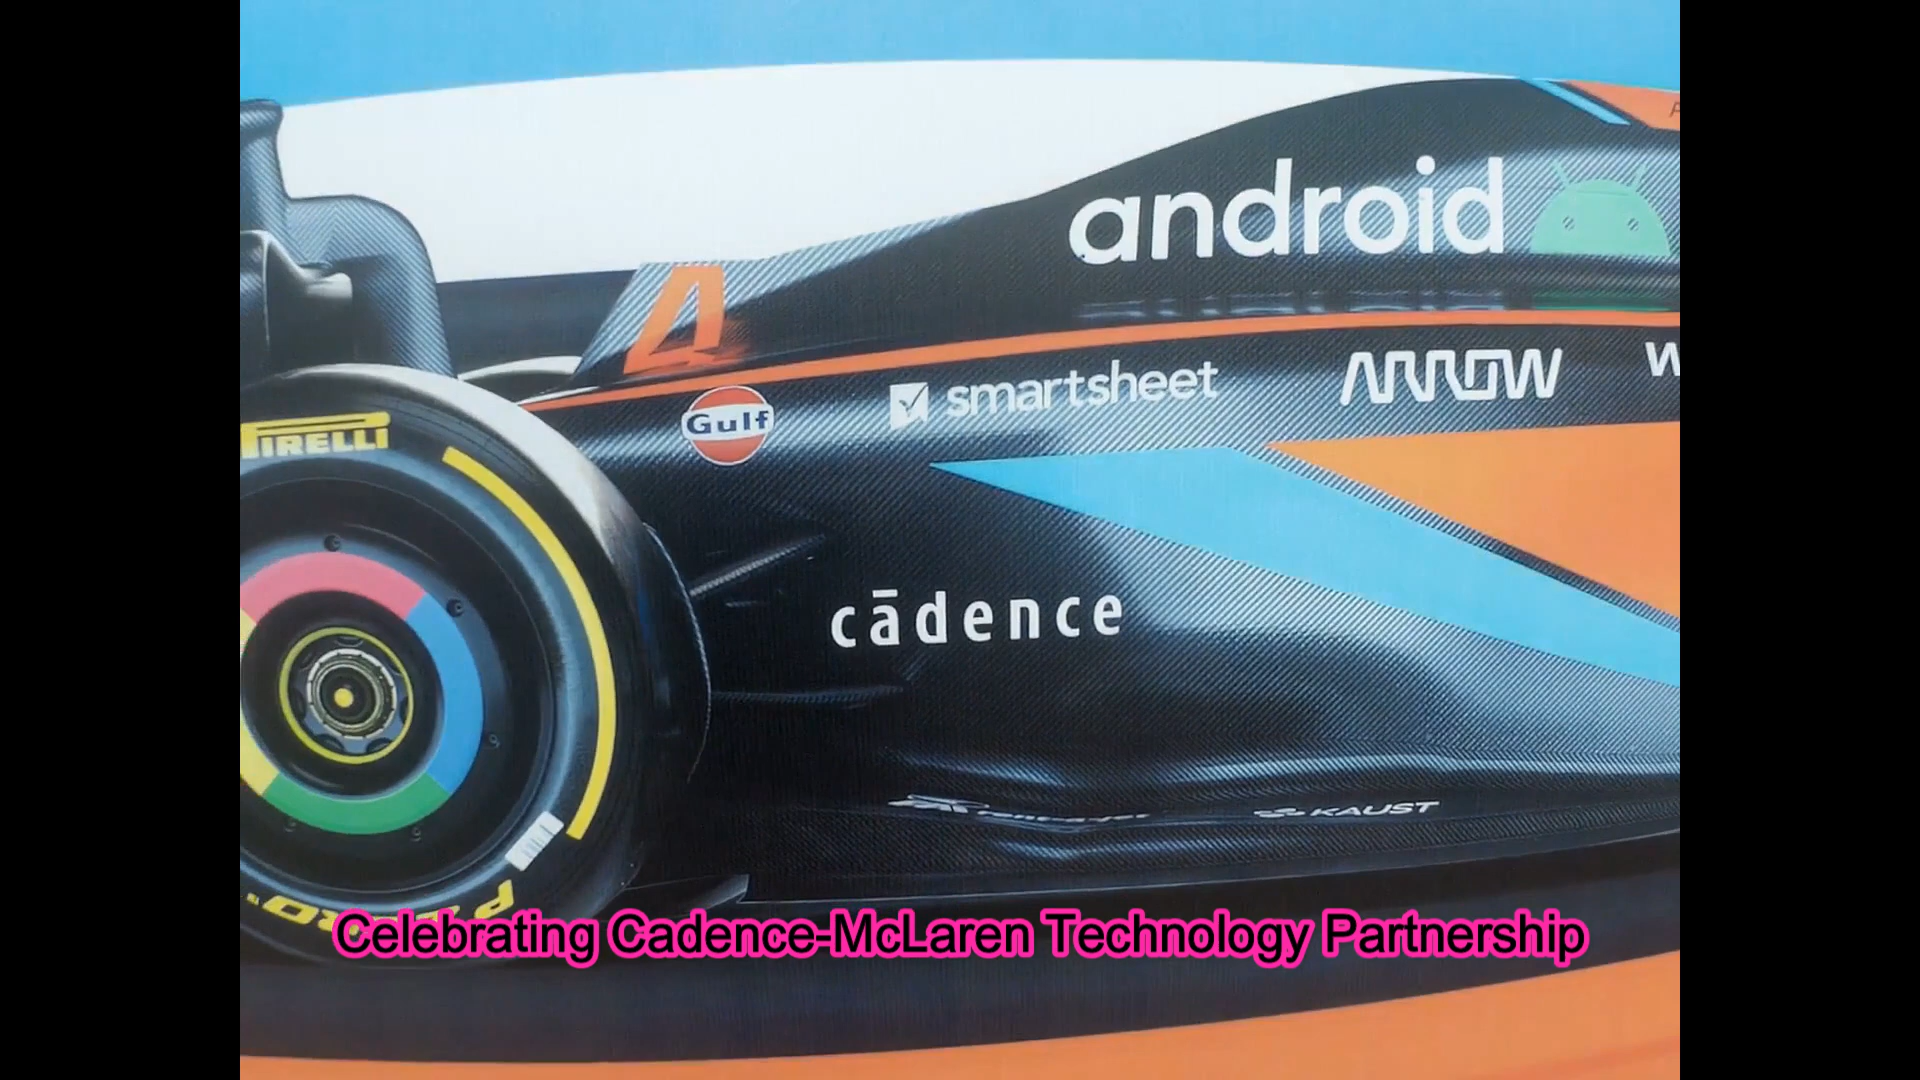 android
4
Gulf
smartsheet
ARROW
PIRELLI
cādence
KAUST
Celebrating Cadence-McLaren Technology Partnership